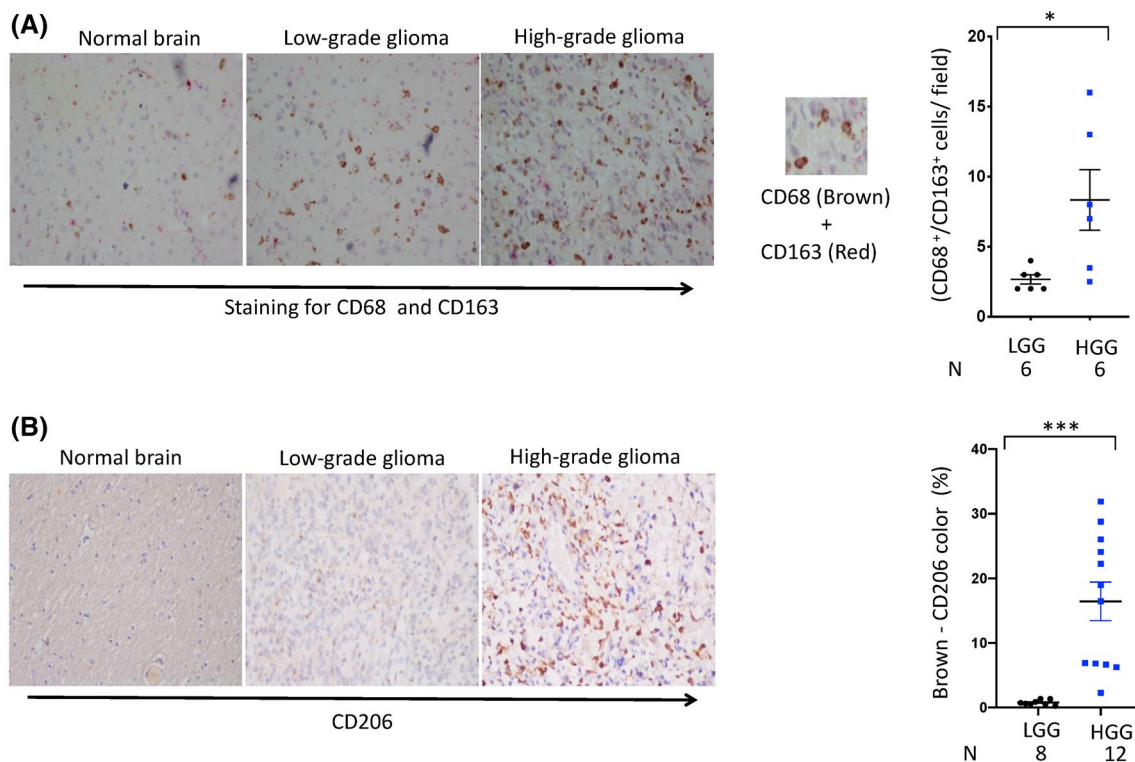 (A)
Normal brain
Low-grade glioma
High-grade glioma
Staining for CD68 and CD163
CD68 (Brown)
+
CD163 (Red)
*
(CD68⁺/CD163⁺ cells/ field)
20
15
10
5
0
LGG HGG
N 6 6
(B)
Normal brain
Low-grade glioma
High-grade glioma
CD206
***
Brown - CD206 color (%)
40
30
20
10
0
LGG HGG
N 8 12